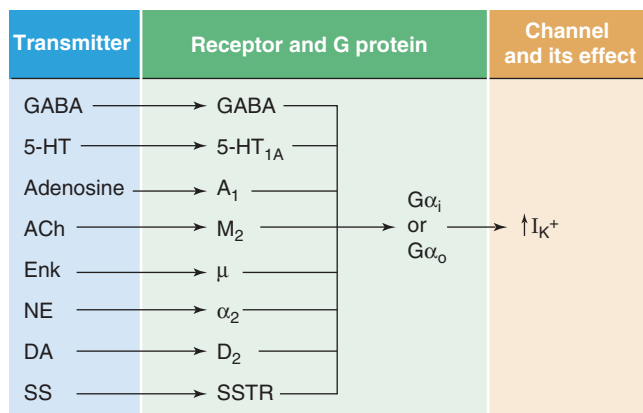 Transmitter
Receptor and G protein
Channel
and its effect
GABA
GABA
5-HT
5-HT₁A
Adenosine
A₁
ACh
M₂
Gαᵢ
or
Gαₒ
↑I_K⁺
Enk
μ
NE
α₂
DA
D₂
SS
SSTR